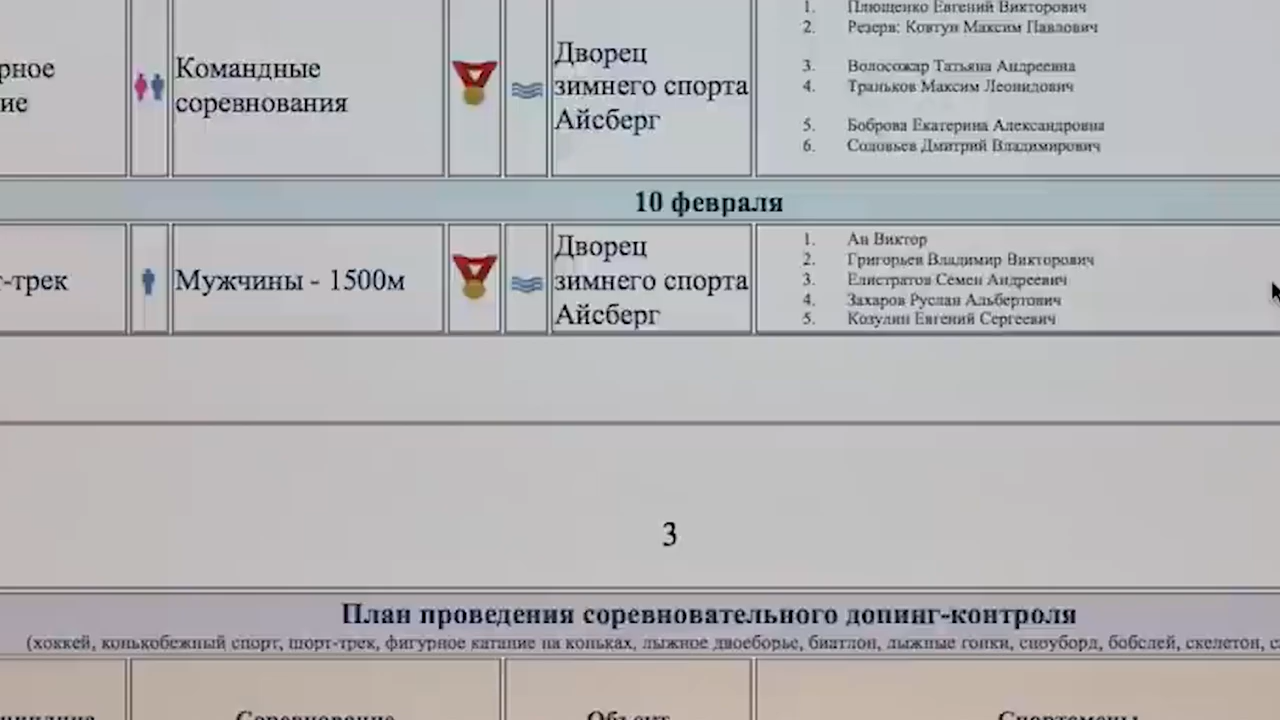 рное
ие
Командные
соревнования
Дворец
зимнего спорта
Айсберг
1. Плющенко Евгений Викторович
2. Резерв: Ковтун Максим Павлович
3. Волосожар Татьяна Андреевна
4. Траньков Максим Леонидович
5. Боброва Екатерина Александровна
6. Соловьев Дмитрий Владимирович
10 февраля
-трек
Мужчины - 1500м
Дворец
зимнего спорта
Айсберг
1. Ан Виктор
2. Григорьев Владимир Викторович
3. Елистратов Семен Андреевич
4. Захаров Руслан Альбертович
5. Козулин Евгений Сергеевич
3
План проведения соревновательного допинг-контроля
(хоккей, конькобежный спорт, шорт-трек, фигурное катание на коньках, лыжное двоеборье, биатлон, лыжные гонки, сноуборд, бобслей, скелетон,
Соревнование
Объект
Спортсмены